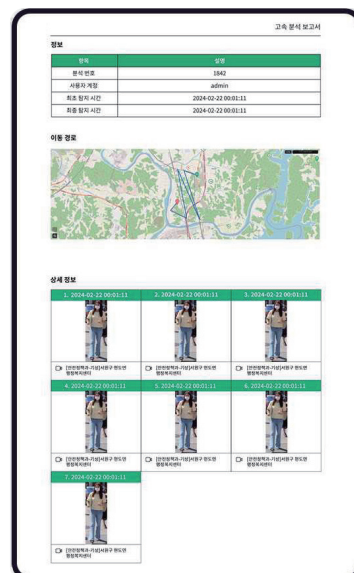 고속 분석 보고서
정보
항목 설명
분석 번호 1842
사용자 계정 admin
최초 탐지 시간 2024-02-22 00:01:11
최종 탐지 시간 2024-02-22 00:01:11
이동 경로
상세 정보
1. 2024-02-22 00:01:11 2. 2024-02-22 00:01:11 3. 2024-02-22 00:01:11
[안전정책과-기상]서원구 현도면 [안전정책과-기상]서원구 현도면 [안전정책과-기상]서원구 현도면
행정복지센터 행정복지센터 행정복지센터
4. 2024-02-22 00:01:11 5. 2024-02-22 00:01:11 6. 2024-02-22 00:01:11
[안전정책과-기상]서원구 현도면 [안전정책과-기상]서원구 현도면 [안전정책과-기상]서원구 현도면
행정복지센터 행정복지센터 행정복지센터
7. 2024-02-22 00:01:11
[안전정책과-기상]서원구 현도면
행정복지센터